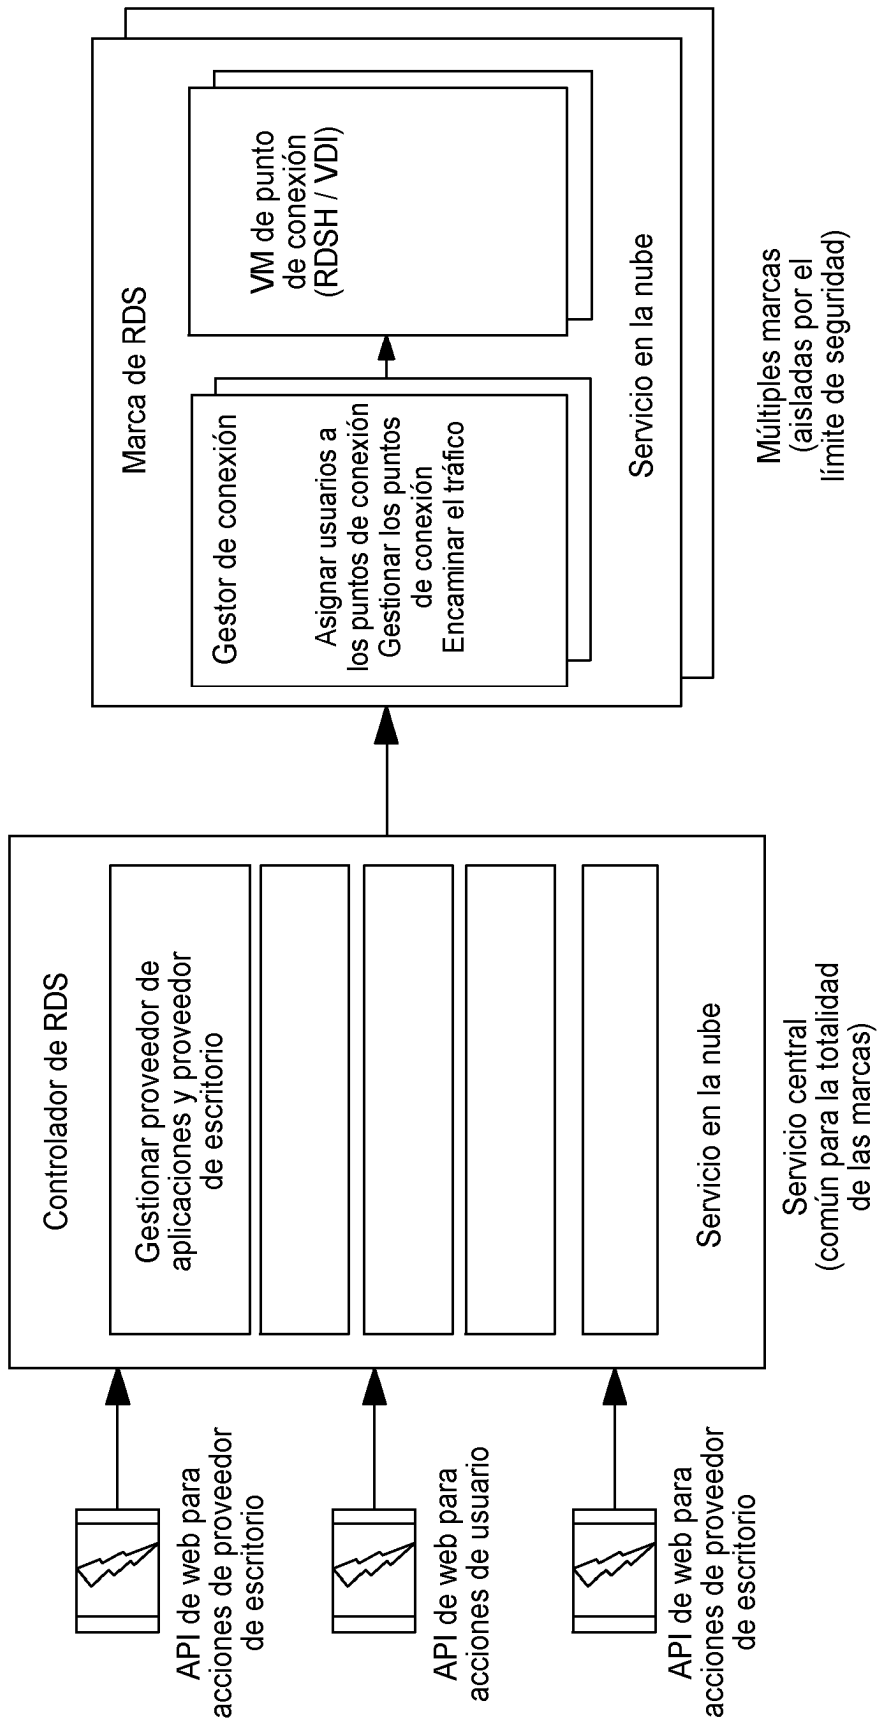 API de web para
acciones de proveedor
de escritorio
API de web para
acciones de usuario
API de web para
acciones de proveedor
de escritorio
Controlador de RDS
Gestionar proveedor de
aplicaciones y proveedor
de escritorio
Servicio en la nube
Servicio central
(común para la totalidad
de las marcas)
Marca de RDS
Gestor de conexión
Asignar usuarios a
los puntos de conexión
Gestionar los puntos
de conexión
Encaminar el tráfico
VM de punto
de conexión
(RDSH / VDI)
Servicio en la nube
Múltiples marcas
(aisladas por el
límite de seguridad)